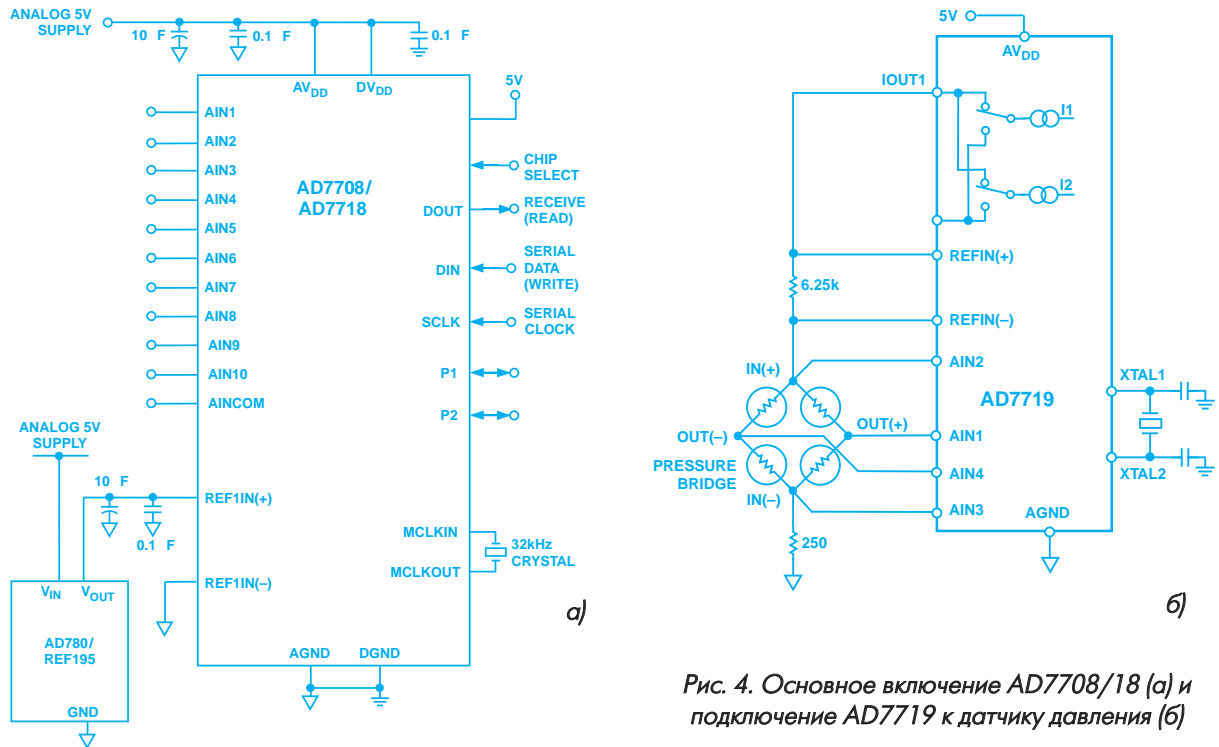 ANALOG 5V
SUPPLY
10 F
0.1 F
0.1 F
AVDD
DVDD
5V
AIN1
AIN2
AIN3
AIN4
AIN5
AIN6
AIN7
AIN8
AIN9
AIN10
AINCOM
AD7708/
AD7718
CHIP
SELECT
DOUT
RECEIVE
(READ)
DIN
SERIAL
DATA
(WRITE)
SCLK
SERIAL
CLOCK
P1
P2
ANALOG 5V
SUPPLY
10 F
0.1 F
REF1IN(+)
REF1IN(–)
MCLKIN
MCLKOUT
32kHz
CRYSTAL
VIN
VOUT
AD780/
REF195
GND
AGND
DGND
а)
5V
AVDD
IOUT1
I1
I2
REFIN(+)
6.25k
REFIN(–)
IN(+)
AIN2
AD7719
XTAL1
OUT(+)
OUT(–)
AIN1
PRESSURE
BRIDGE
AIN4
XTAL2
IN(–)
AIN3
AGND
250
б)
Рис. 4. Основное включение AD7708/18 (а) и
подключение AD7719 к датчику давления (б)